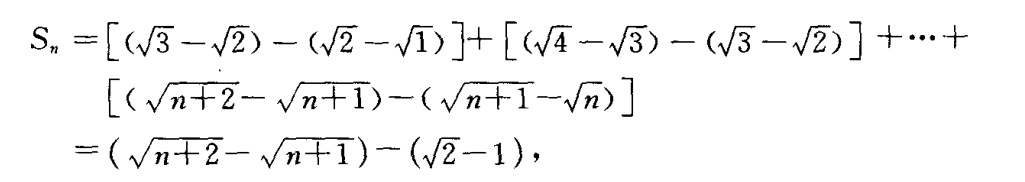 Sₙ = [(√3 − √2) − (√2 − √1)] + [(√4 − √3) − (√3 − √2)] + ⋯ +
[(√(n+2) − √(n+1)) − (√(n+1) − √n)]
= (√(n+2) − √(n+1)) − (√2 − 1),